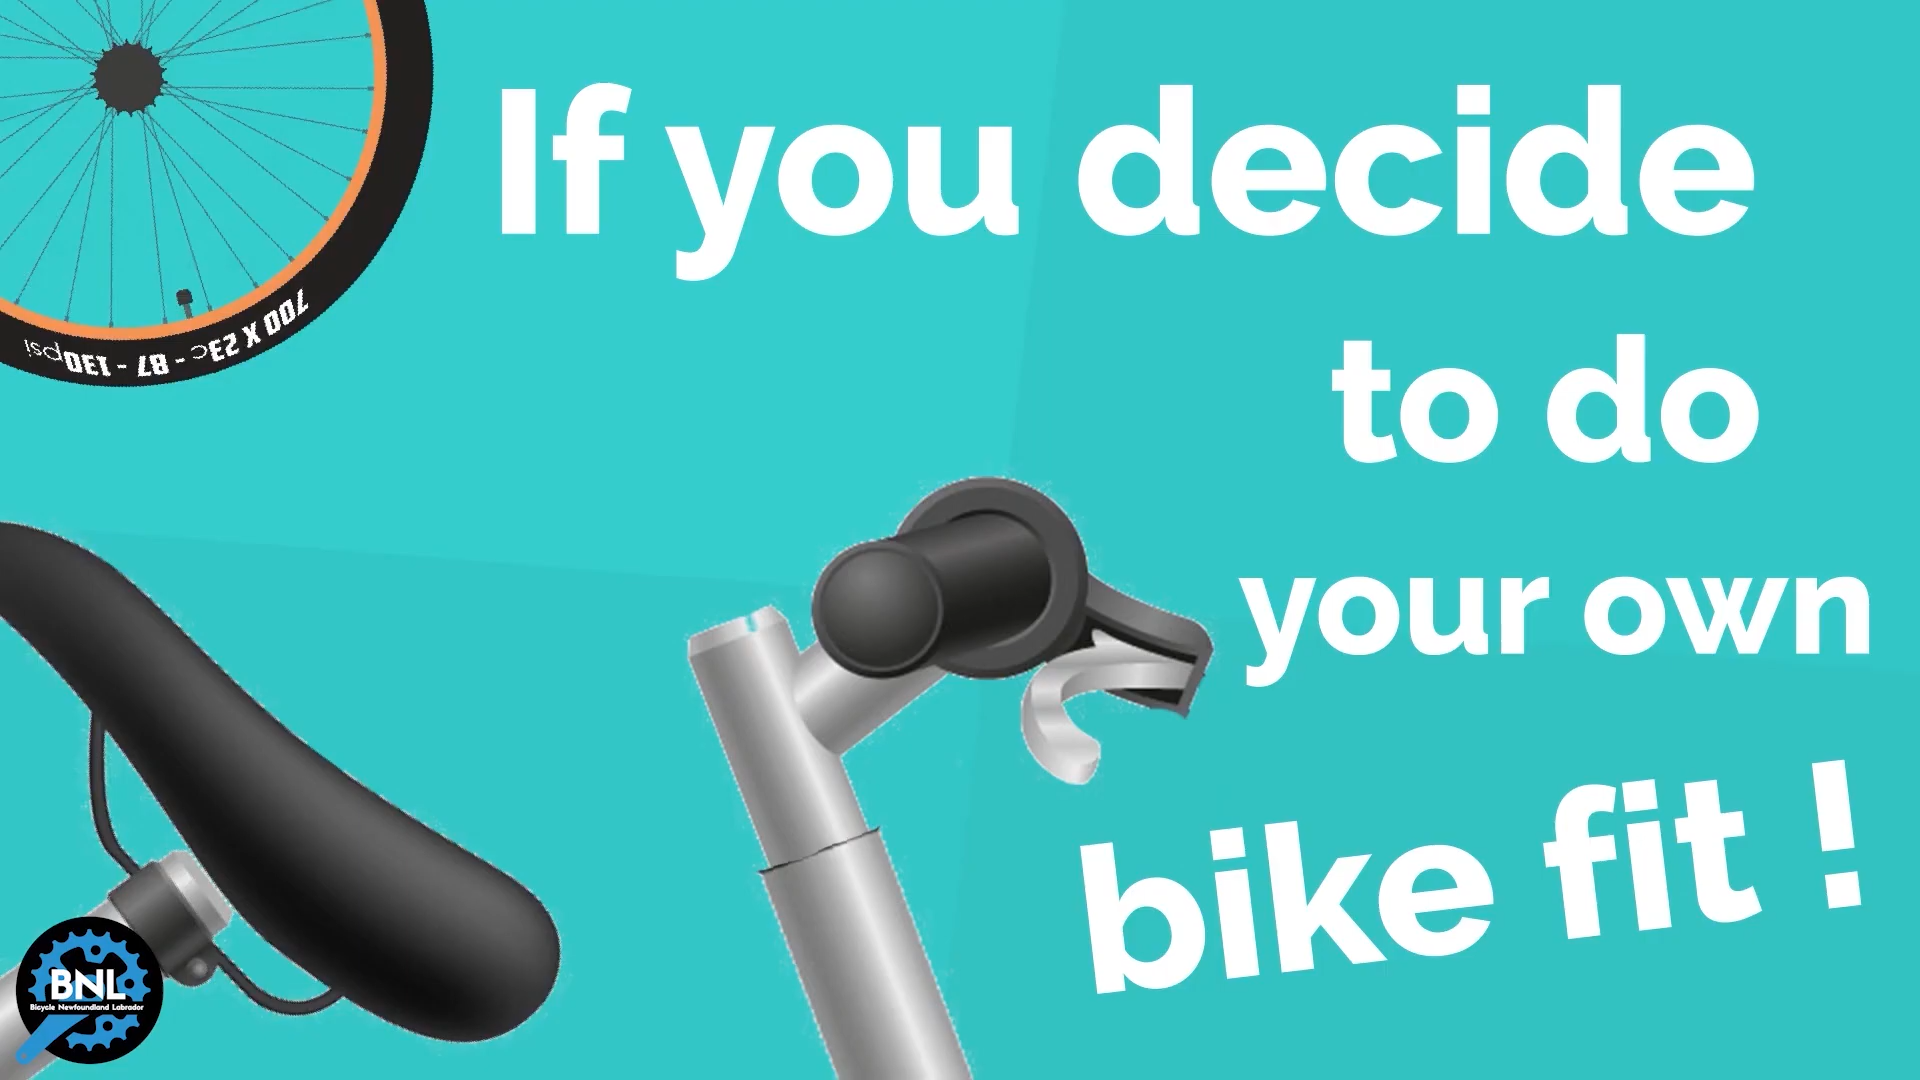 If you decide
to do
your own
bike fit !
700 X 23c - 87 - 130psi
BNL
Bicycle Newfoundland Labrador